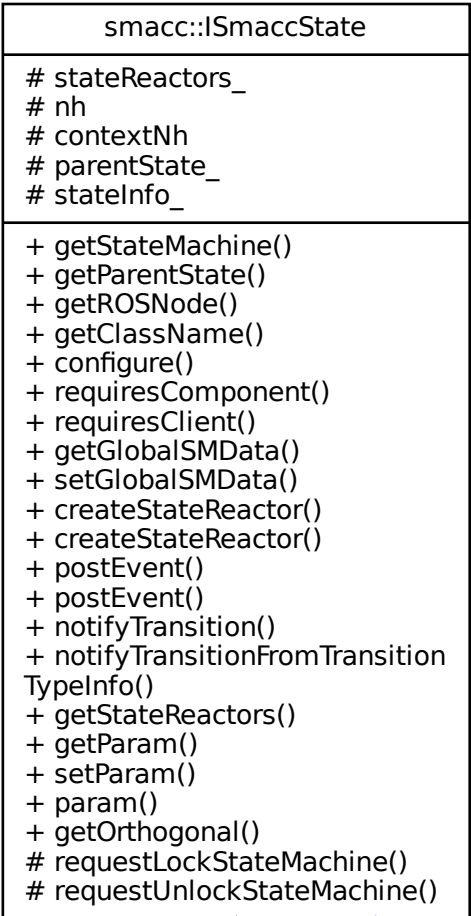 smacc::ISmaccState
# stateReactors_
# nh
# contextNh
# parentState_
# stateInfo_
+ getStateMachine()
+ getParentState()
+ getROSNode()
+ getClassName()
+ configure()
+ requiresComponent()
+ requiresClient()
+ getGlobalSMData()
+ setGlobalSMData()
+ createStateReactor()
+ createStateReactor()
+ postEvent()
+ postEvent()
+ notifyTransition()
+ notifyTransitionFromTransition
TypeInfo()
+ getStateReactors()
+ getParam()
+ setParam()
+ param()
+ getOrthogonal()
# requestLockStateMachine()
# requestUnlockStateMachine()